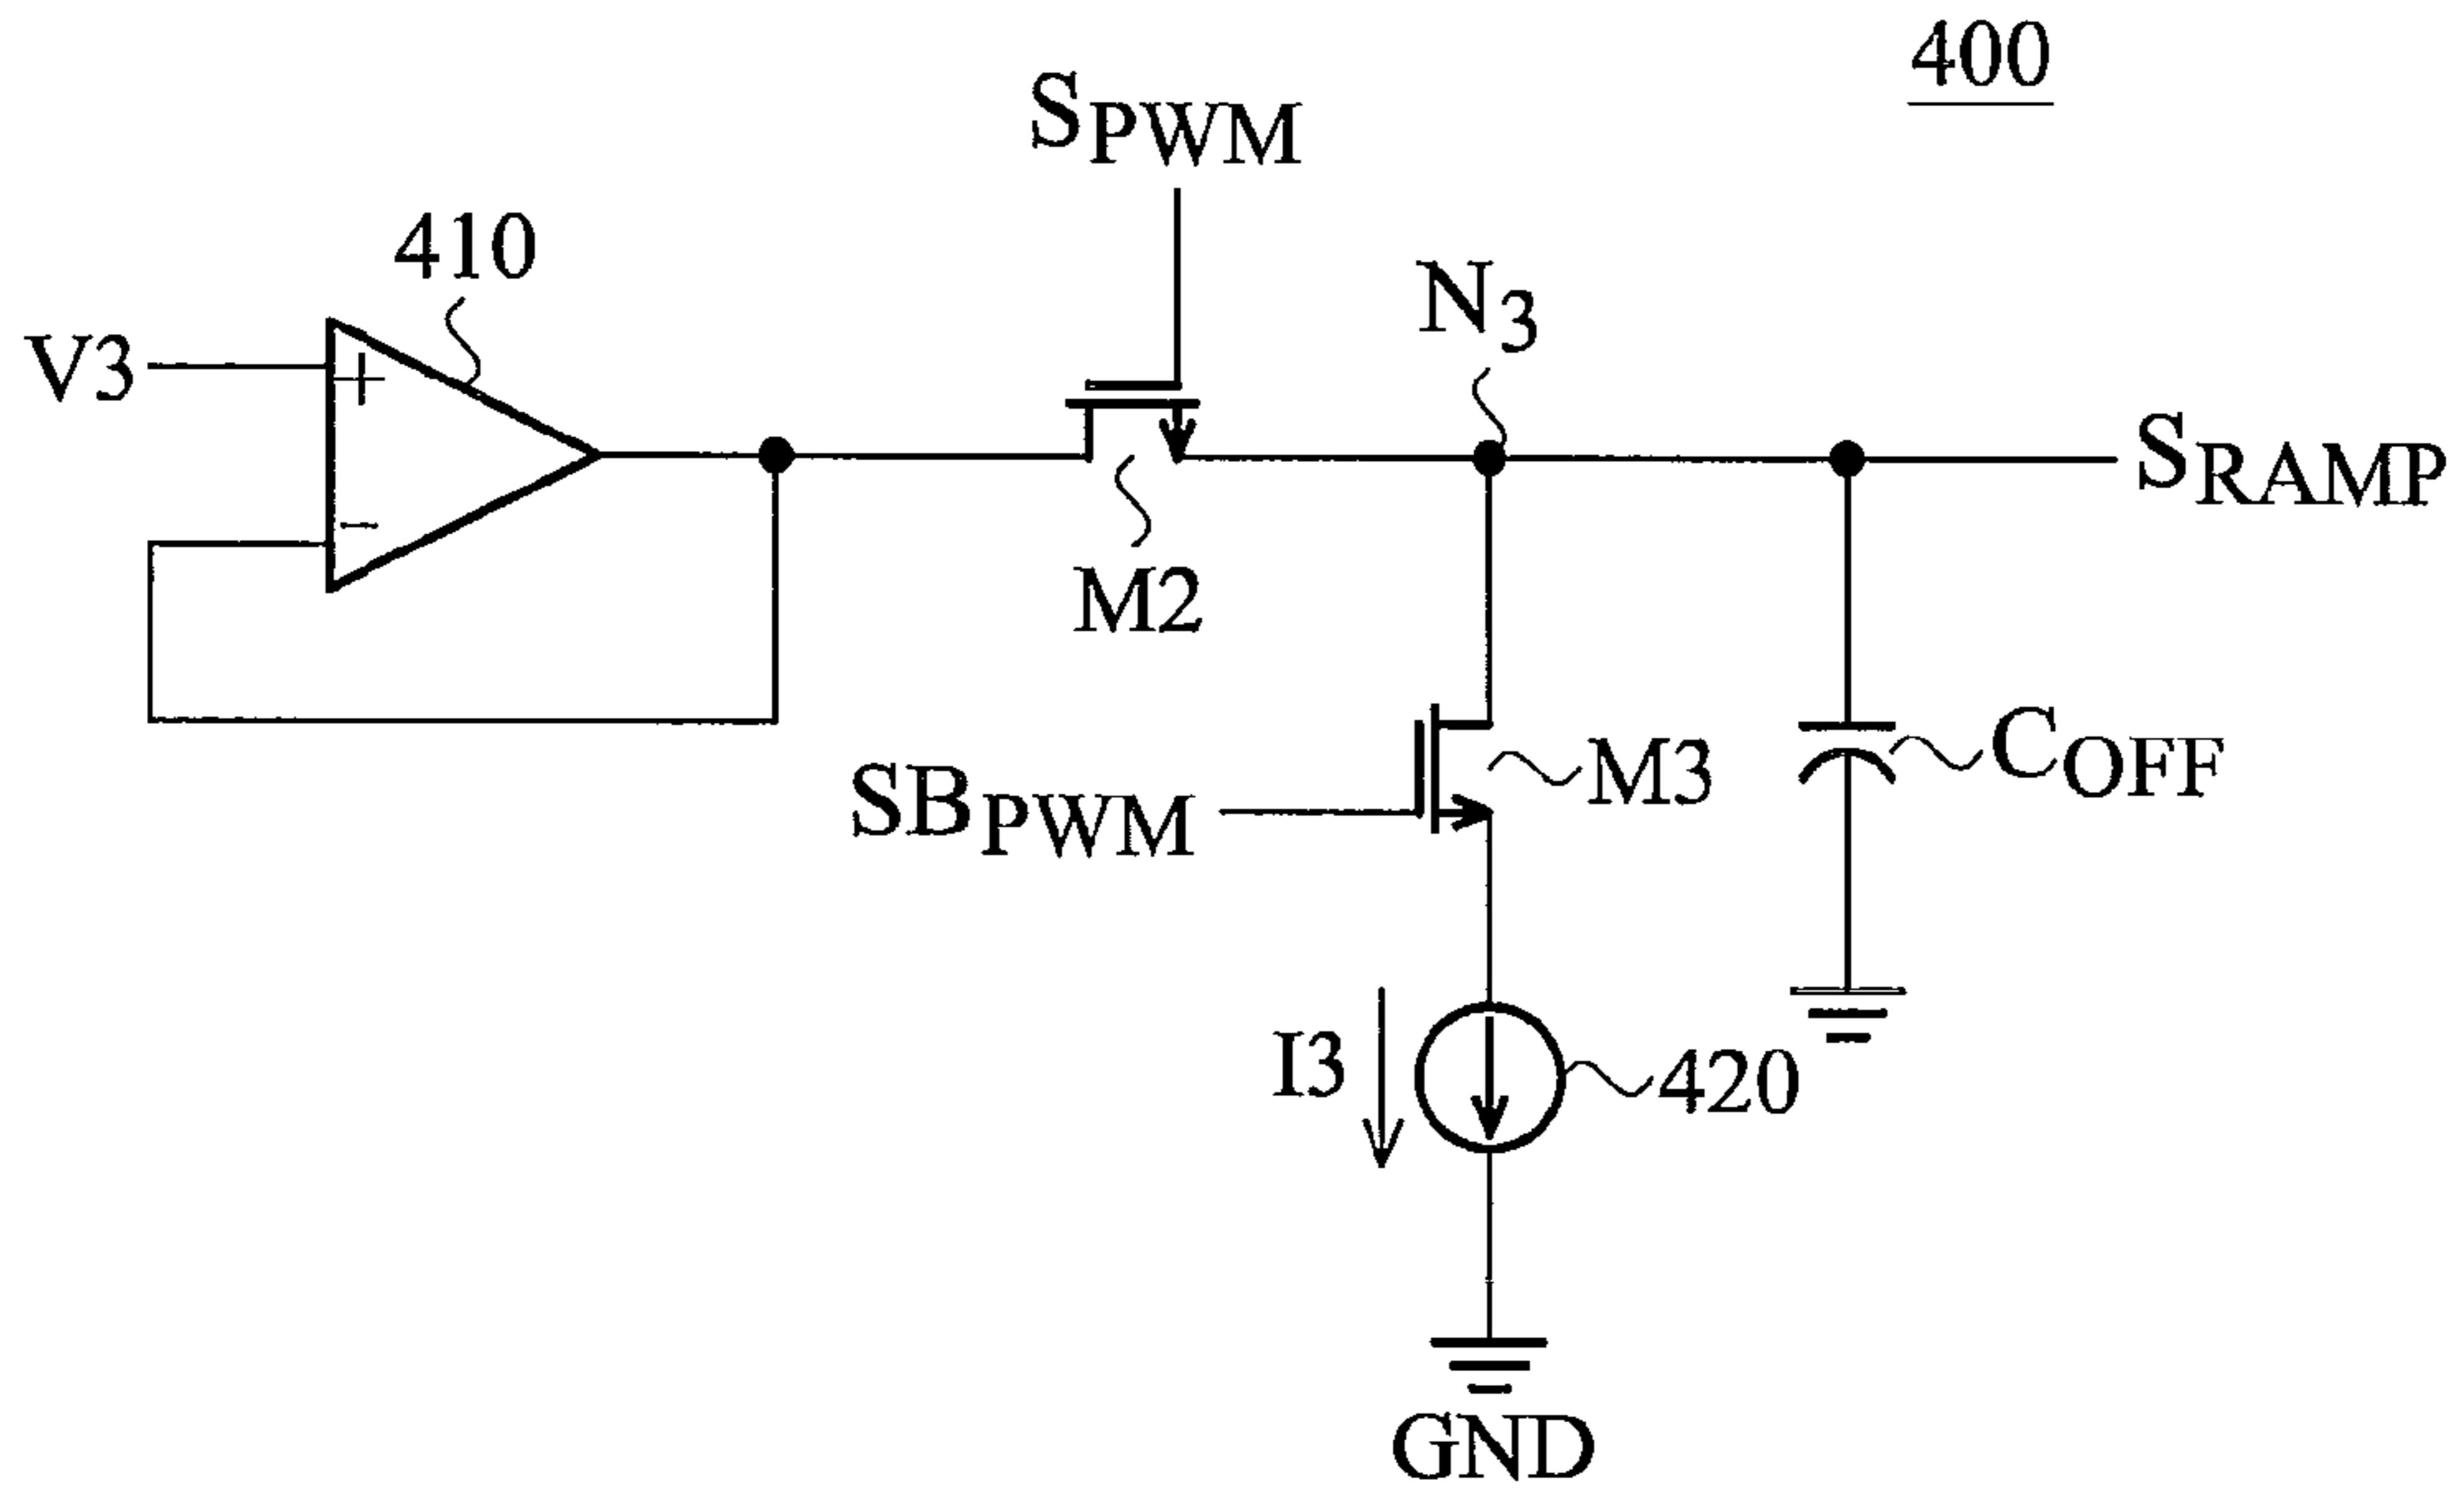 400
SPWM
410
N3
V3
+
SRAMP
−
M2
M3
COFF
SBPWM
I3
420
GND